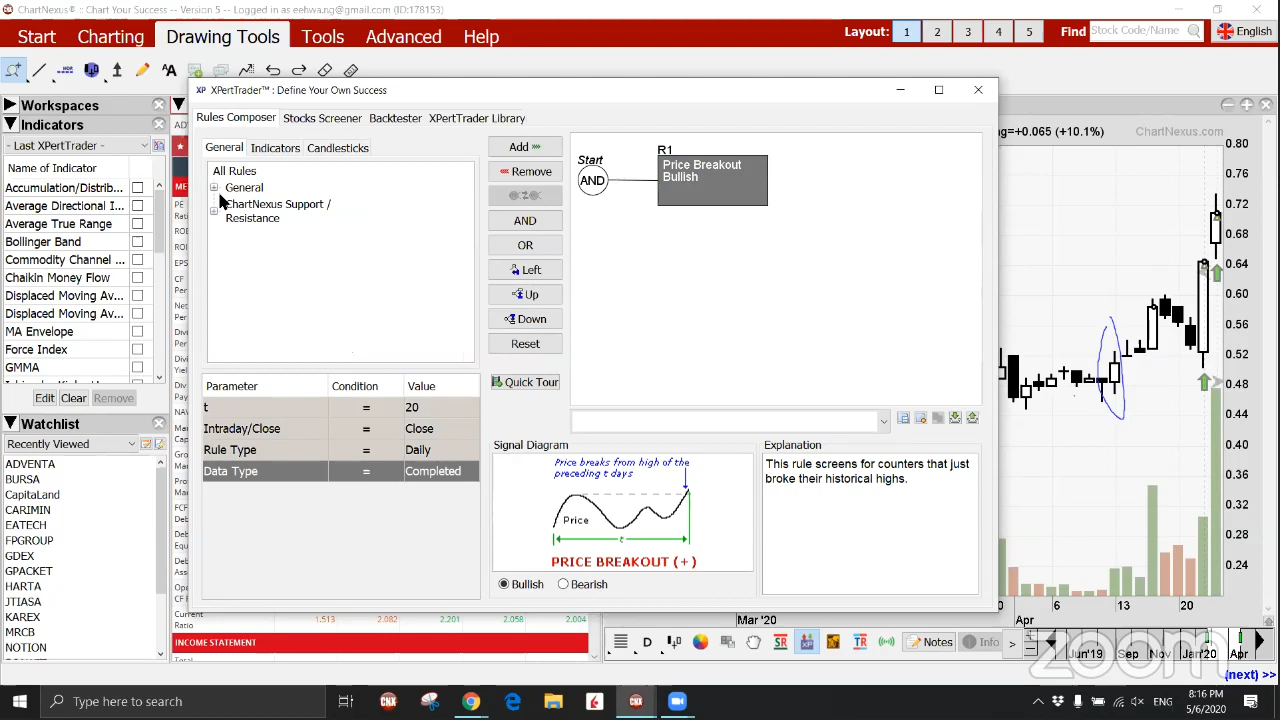 ChartNexus® :: Chart Your Success -- Version 5 -- Logged in as eehwa.ng@gmail.com (ID:178153)
Start Charting Drawing Tools Tools Advanced Help Layout: 1 2 3 4 5 Find Stock Code/Name English
Workspaces
Indicators
- Last XPertTrader -
Name of Indicator
Accumulation/Distrib...
Average Directional I...
Average True Range
Bollinger Band
Commodity Channel ...
Chaikin Money Flow
Displaced Moving Av...
Displaced Moving Av...
MA Envelope
Force Index
GMMA
Edit Clear Remove
Watchlist
Recently Viewed
ADVENTA
BURSA
CapitaLand
CARIMIN
EATECH
FPGROUP
GDEX
GPACKET
HARTA
JTIASA
KAREX
MRCB
NOTION
XP XPertTrader™ : Define Your Own Success
Rules Composer Stocks Screener Backtester XPertTrader Library
General Indicators Candlesticks
All Rules
General
ChartNexus Support /
Resistance
Add
Remove
AND
OR
Left
Up
Down
Reset
Quick Tour
Start
AND
R1
Price Breakout
Bullish
Parameter Condition Value
t = 20
Intraday/Close = Close
Rule Type = Daily
Data Type = Completed
Signal Diagram
Price breaks from high of the
preceding t days
Price
t
PRICE BREAKOUT (+)
Bullish Bearish
Explanation
This rule screens for counters that just
broke their historical highs.
Current
Ratio
1.513 2.082 2.201 2.058 2.004
INCOME STATEMENT
ng=+0.065 (+10.1%) ChartNexus.com
0.80
0.72
0.68
0.64
0.60
0.56
0.52
0.48
0.44
0.40
0.36
0.32
0.28
0.24
6 13 20
Mar '20 Apr
D SR XP TR Notes Info >
Jun'19 Sep Nov Jan'20 Apr
zoom
(next) >>
Type here to search
CNX
ENG
8:16 PM
5/6/2020